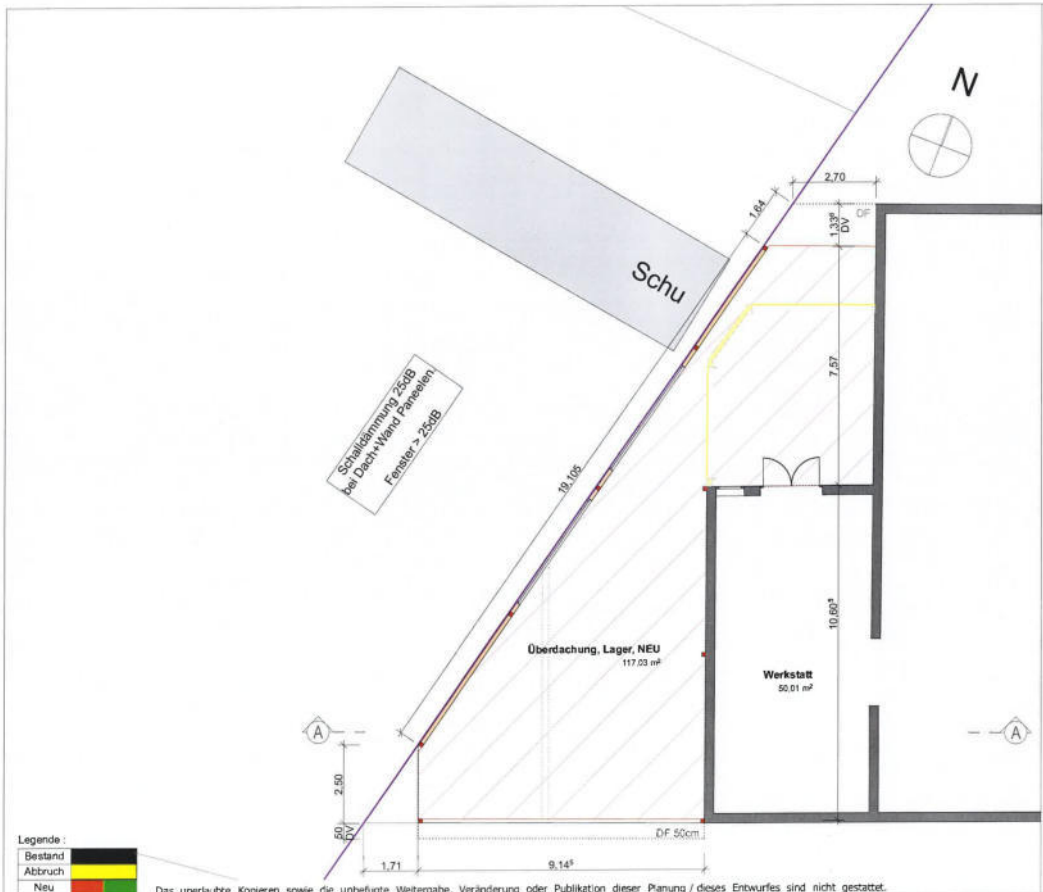 N
2,70
1,64
DF
1,33⁵
DV
Schu
7,57
Schalldämmung 25dB
bei Dach+Wand Paneelen,
Fenster > 25dB
19,105
10,60⁵
Überdachung, Lager, NEU
117,03 m²
Werkstatt
50,01 m²
A
A
2,50
50
DV
DF 50cm
1,71
9,14⁵
Legende :
Bestand
Abbruch
Neu
Das unerlaubte Kopieren sowie die unbefugte Weitergabe, Veränderung oder Publikation dieser Planung / dieses Entwurfes sind nicht gestattet.